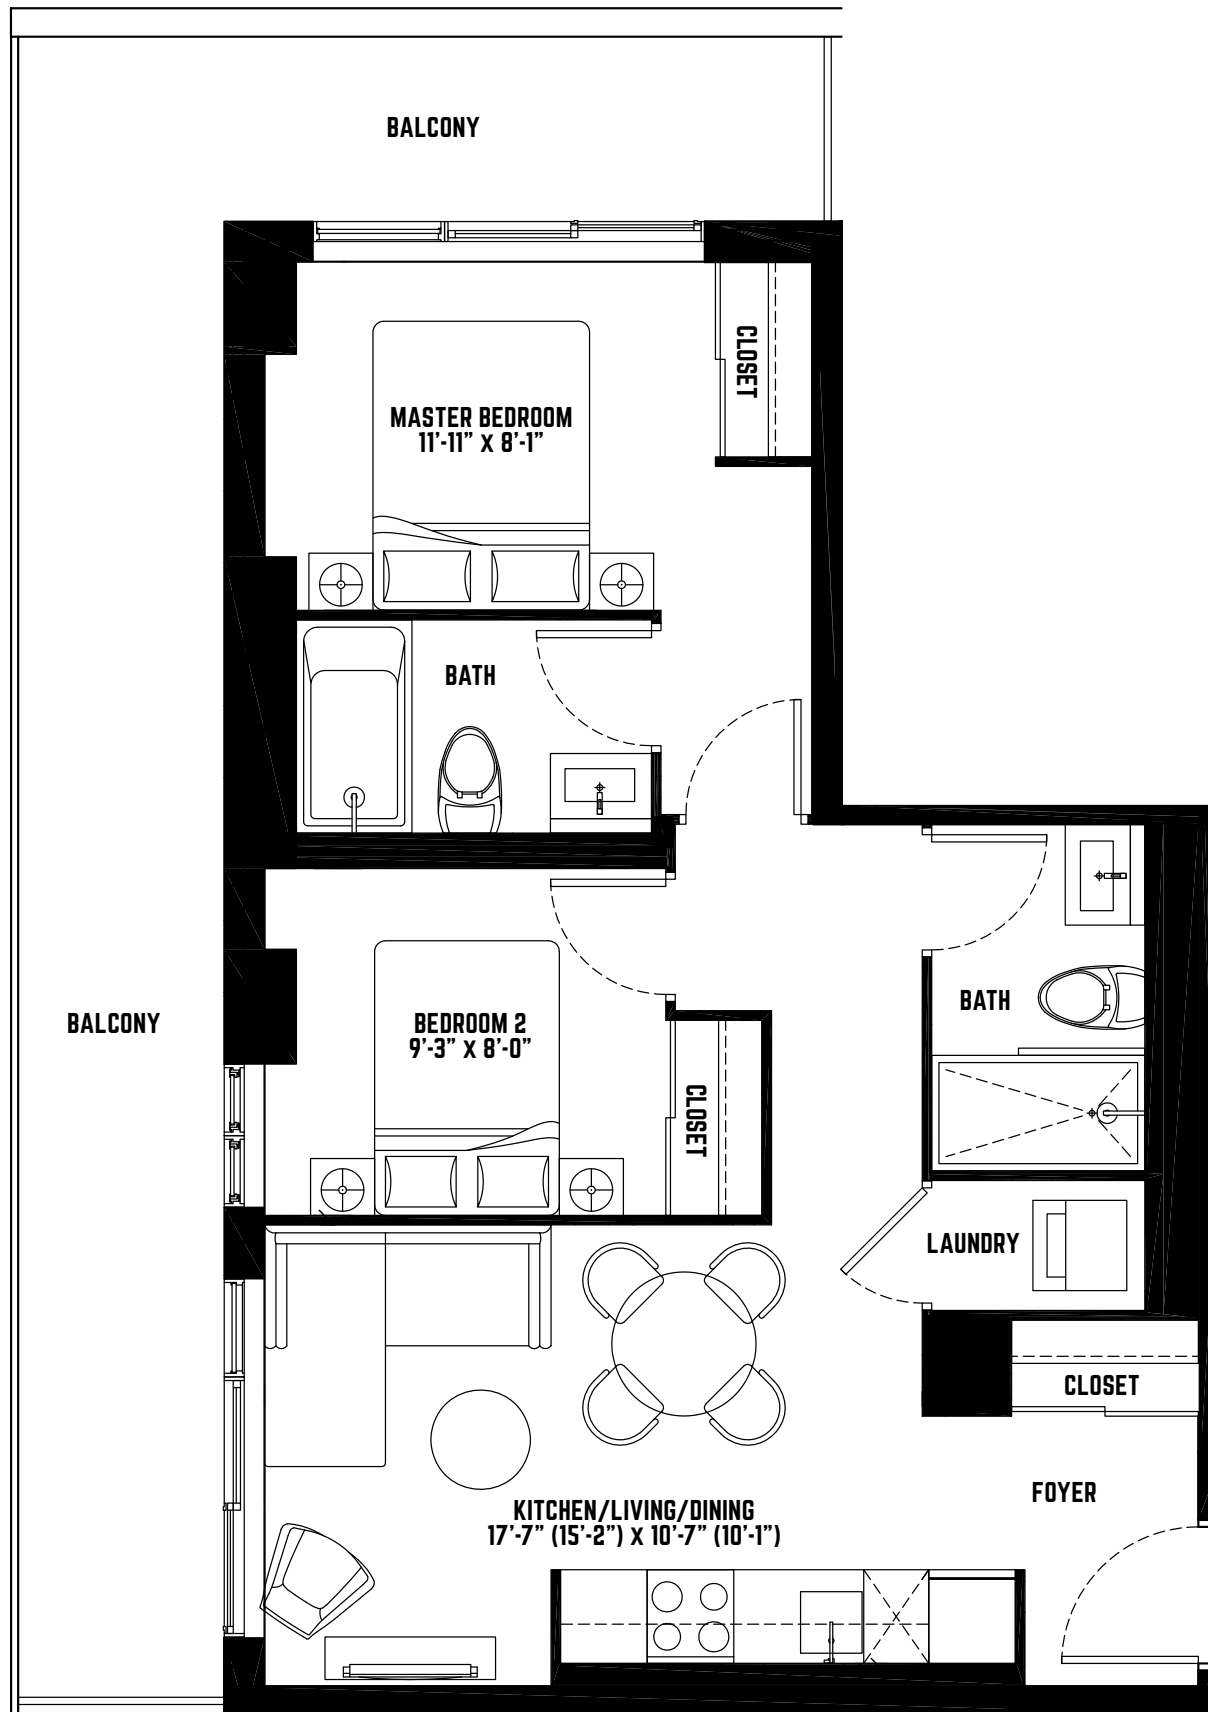 BALCONY
CLOSET
MASTER BEDROOM
11'-11" X 8'-1"
BATH
BALCONY
BEDROOM 2
9'-3" X 8'-0"
BATH
CLOSET
LAUNDRY
CLOSET
FOYER
KITCHEN/LIVING/DINING
17'-7" (15'-2") X 10'-7" (10'-1")